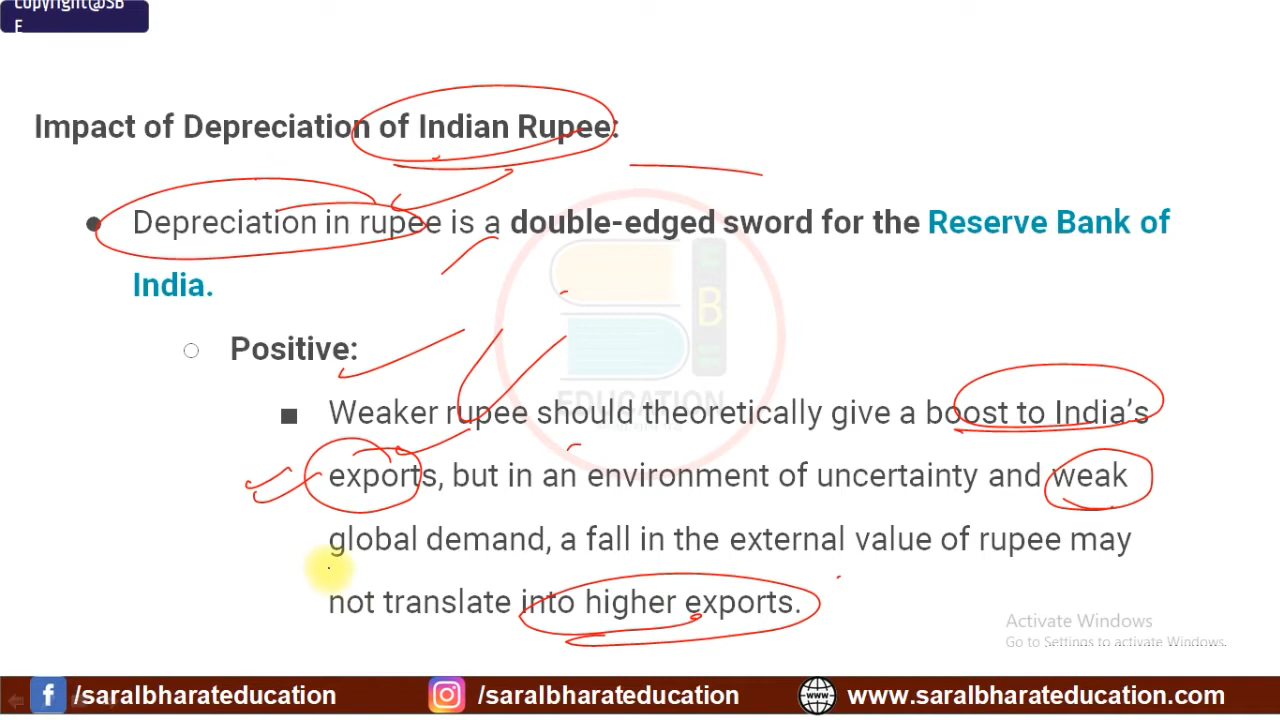 Copyright@SB
E
Impact of Depreciation of Indian Rupee:
● Depreciation in rupee is a double-edged sword for the Reserve Bank of
India.
○ Positive:
■ Weaker rupee should theoretically give a boost to India's
exports, but in an environment of uncertainty and weak
global demand, a fall in the external value of rupee may
not translate into higher exports.
B
EDUCATION
Activate Windows
Go to Settings to activate Windows.
/saralbharateducation
/saralbharateducation
www.saralbharateducation.com